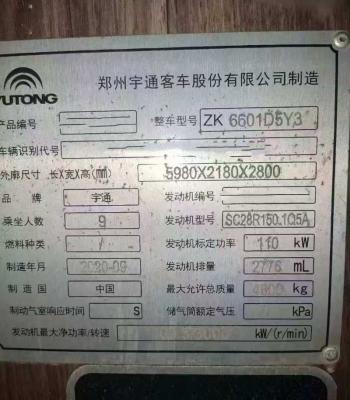 YUTONG
郑州宇通客车股份有限公司制造
产品编号 整车型号 ZK 6601D5Y3
车辆识别代号
外廓尺寸 长X宽X高(mm) 5980X2180X2800
品牌 宇通 发动机编号
乘坐人数 9 发动机型号 SC28R150.1Q5A
燃料种类 / 发动机标定功率 110 kW
制造年月 2020-09 发动机排量 2776 mL
制造国 中国 最大允许总质量 kg
制动气室响应时间 S 储气筒额定气压 kPa
发动机最大净功率/转速 kW/(r/min)